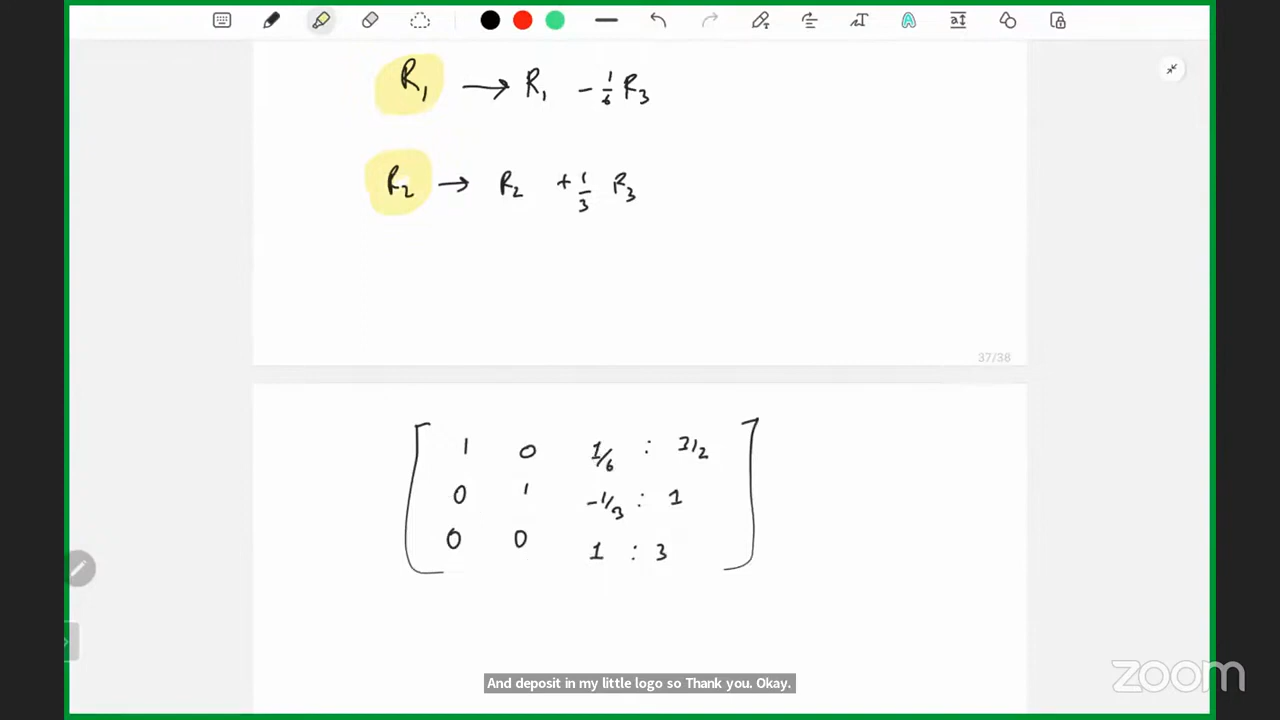 R₁ → R₁ - 1/6 R₃
R₂ → R₂ + 1/3 R₃
37/38
1 0 1/6 : 3/2
0 1 -1/3 : 1
0 0 1 : 3
And deposit in my little logo so Thank you. Okay.
zoom